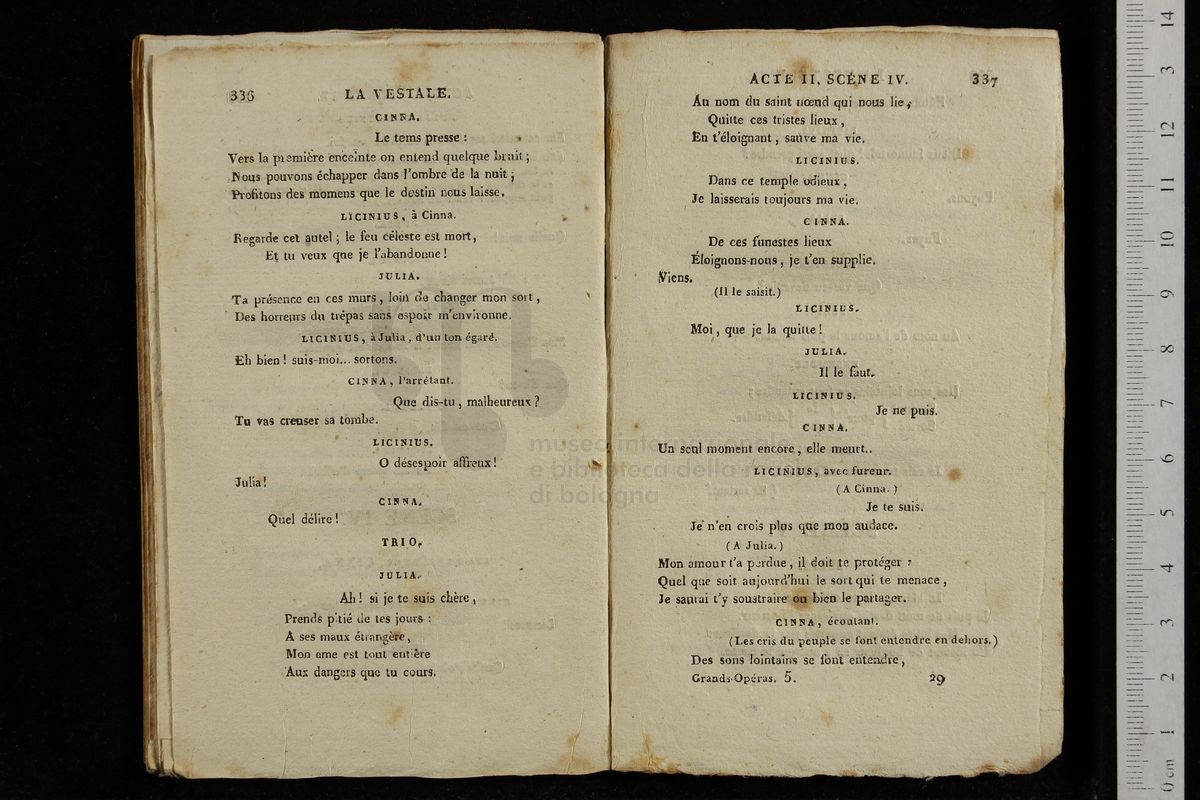 336
LA VESTALE.
CINNA.
Le tems presse :
Vers la première enceinte on entend quelque bruit ;
Nous pouvons échapper dans l'ombre de la nuit ;
Profitons des momens que le destin nous laisse.
LICINIUS, à Cinna.
Regarde cet autel ; le feu céleste est mort,
Et tu veux que je l'abandonne !
JULIA.
Ta présence en ces murs, loin de changer mon sort,
Des horreurs du trépas sans espoir m'environne.
LICINIUS, à Julia, d'un ton égaré.
Eh bien ! suis-moi... sortons.
CINNA, l'arrêtant.
Que dis-tu, malheureux ?
Tu vas creuser sa tombe.
LICINIUS.
O désespoir affreux !
Julia !
CINNA.
Quel délire !
TRIO.
JULIA.
Ah ! si je te suis chère,
Prends pitié de tes jours :
A ses maux étrangère,
Mon ame est tout entière
Aux dangers que tu cours.
ACTE II, SCÈNE IV.
337
Au nom du saint nœnd qui nous lie,
Quitte ces tristes lieux,
En t'éloignant, sauve ma vie.
LICINIUS.
Dans ce temple odieux,
Je laisserais toujours ma vie.
CINNA.
De ces funestes lieux
Éloignons-nous, je t'en supplie.
Viens.
(Il le saisit.)
LICINIUS.
Moi, que je la quitte !
JULIA.
Il le faut.
LICINIUS.
Je ne puis.
CINNA.
Un seul moment encore, elle meurt..
LICINIUS, avec fureur.
(A Cinna.)
Je te suis.
Je n'en crois plus que mon audace.
(A Julia.)
Mon amour t'a perdue, il doit te protéger :
Quel que soit aujourd'hui le sort qui te menace,
Je saurai t'y soustraire ou bien le partager.
CINNA, écoutant.
(Les cris du peuple se font entendre en dehors.)
Des sons lointains se font entendre,
Grands-Opéras. 5.
29
museo internazionale
e biblioteca della
di bologna
0 cm 1 2 3 4 5 6 7 8 9 10 11 12 13 14